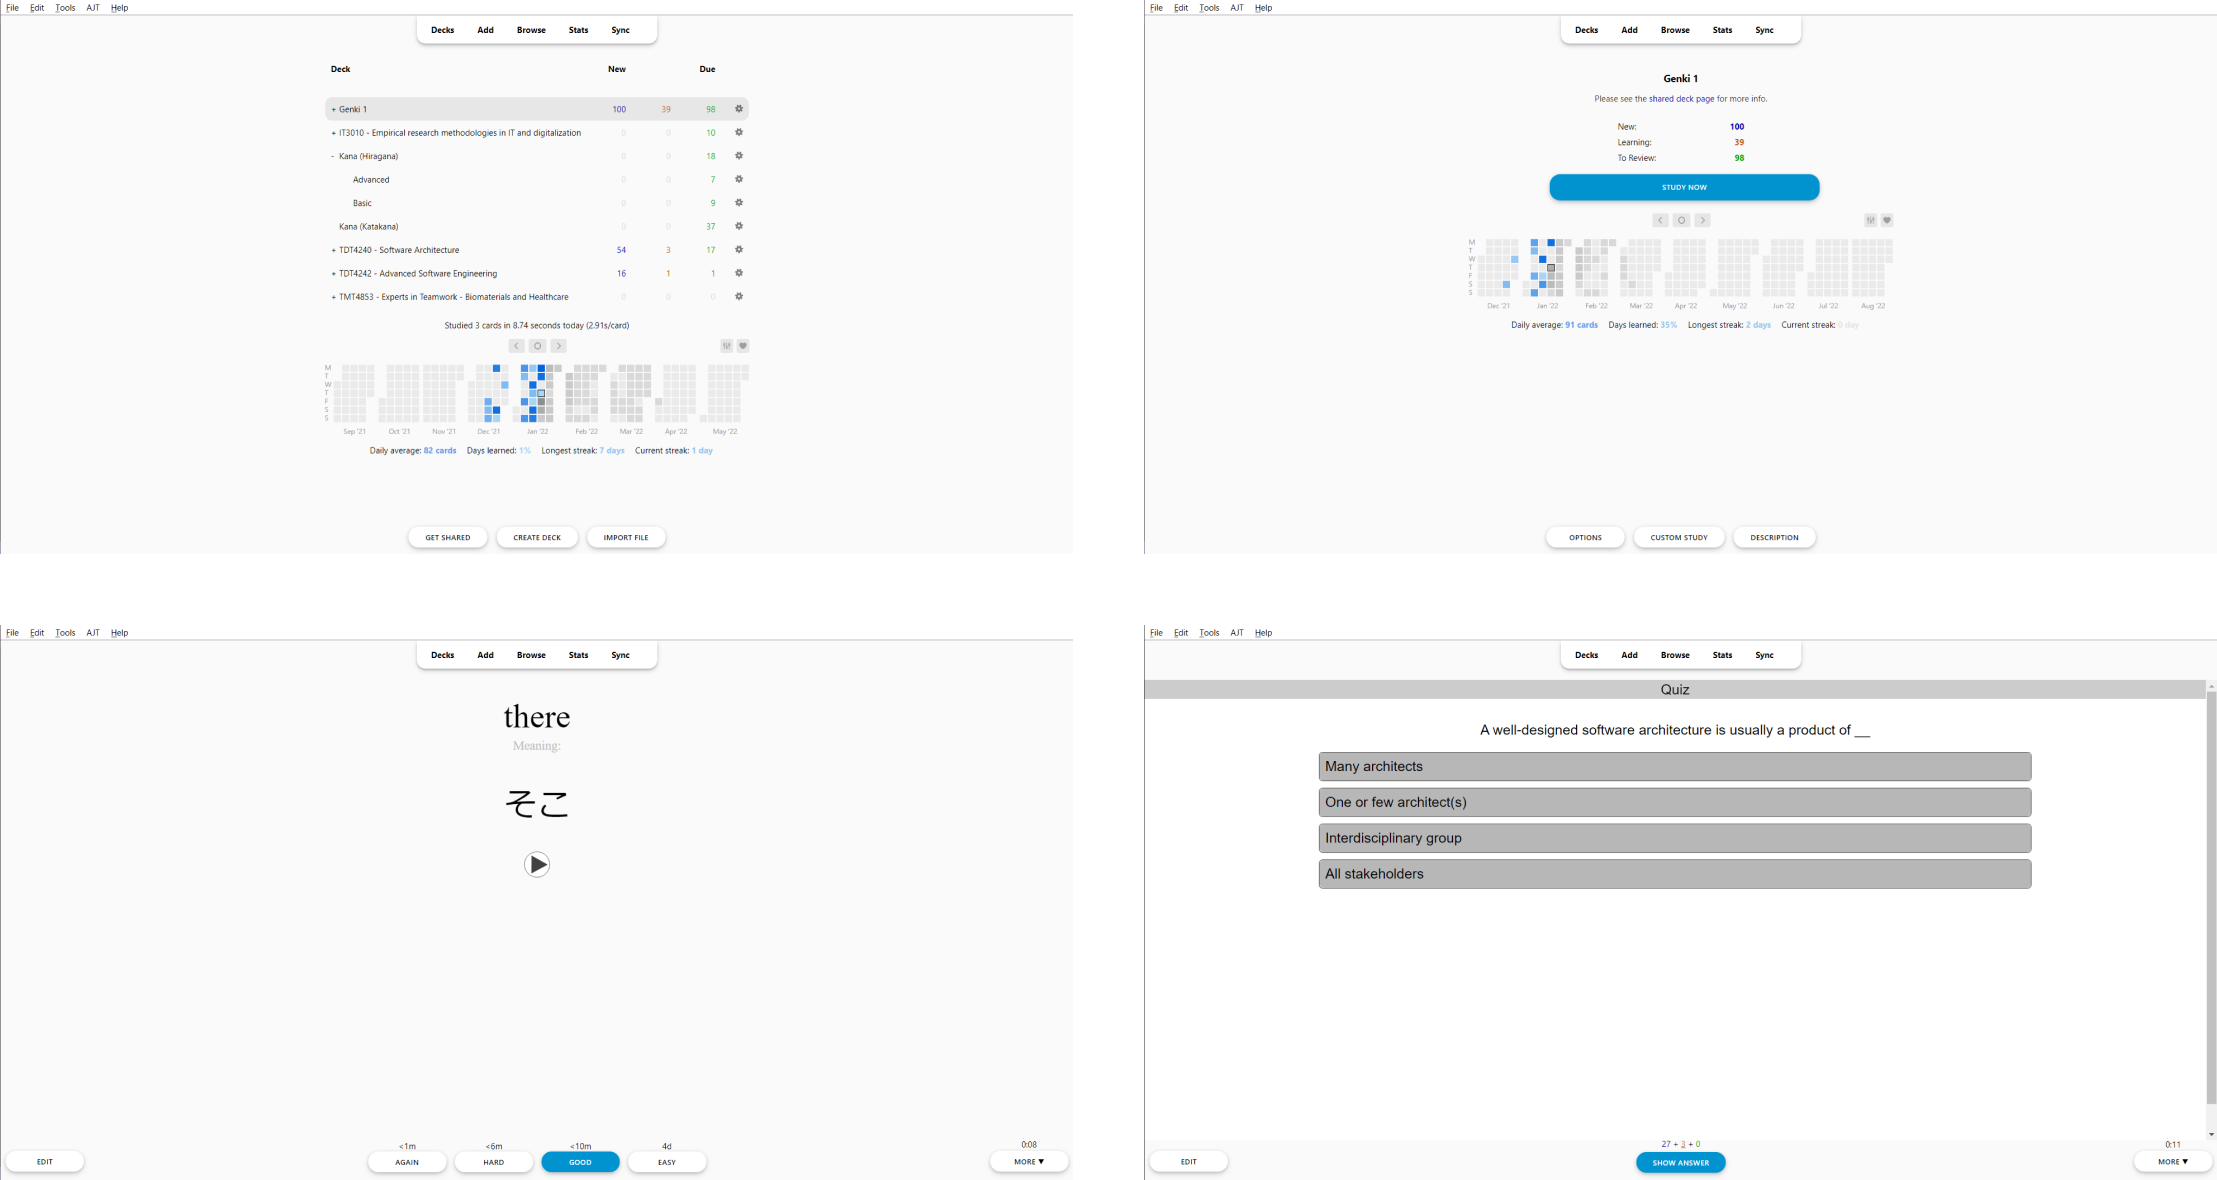 File Edit Tools AJT Help
Decks Add Browse Stats Sync
Deck New Due
+ Genki 1 100 39 98
+ IT3010 - Empirical research methodologies in IT and digitalization 0 0 10
- Kana (Hiragana) 0 0 18
Advanced 0 0 7
Basic 0 0 9
Kana (Katakana) 0 0 37
+ TDT4240 - Software Architecture 54 3 17
+ TDT4242 - Advanced Software Engineering 16 1 1
+ TMT4853 - Experts in Teamwork - Biomaterials and Healthcare 0 0 0
Studied 3 cards in 8.74 seconds today (2.91s/card)
M
T
W
T
F
S
S
Sep '21 Oct '21 Nov '21 Dec '21 Jan '22 Feb '22 Mar '22 Apr '22 May '22
Daily average: 82 cards Days learned: 1% Longest streak: 7 days Current streak: 1 day
GET SHARED CREATE DECK IMPORT FILE
File Edit Tools AJT Help
Decks Add Browse Stats Sync
Genki 1
Please see the shared deck page for more info.
New: 100
Learning: 39
To Review: 98
STUDY NOW
M
T
W
T
F
S
S
Dec '21 Jan '22 Feb '22 Mar '22 Apr '22 May '22 Jun '22 Jul '22 Aug '22
Daily average: 91 cards Days learned: 35% Longest streak: 2 days Current streak: 0 day
OPTIONS CUSTOM STUDY DESCRIPTION
File Edit Tools AJT Help
Decks Add Browse Stats Sync
there
Meaning:
そこ
<1m <6m <10m 4d 0:08
EDIT AGAIN HARD GOOD EASY MORE ▼
File Edit Tools AJT Help
Decks Add Browse Stats Sync
Quiz
A well-designed software architecture is usually a product of __
Many architects
One or few architect(s)
Interdisciplinary group
All stakeholders
27 + 3 + 0 0:11
EDIT SHOW ANSWER MORE ▼